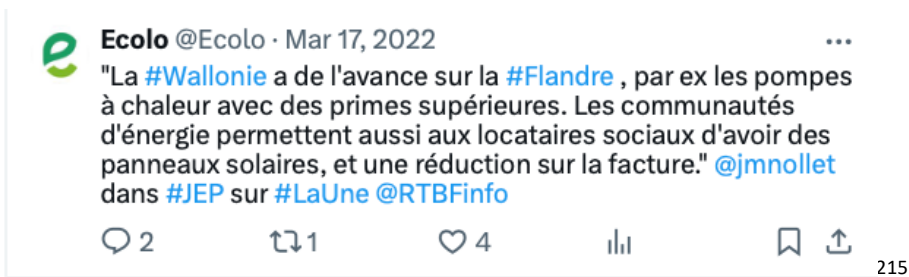 Ecolo @Ecolo · Mar 17, 2022
"La #Wallonie a de l'avance sur la #Flandre , par ex les pompes
à chaleur avec des primes supérieures. Les communautés
d'énergie permettent aussi aux locataires sociaux d'avoir des
panneaux solaires, et une réduction sur la facture." @jmnollet
dans #JEP sur #LaUne @RTBFinfo
2 1 4
215